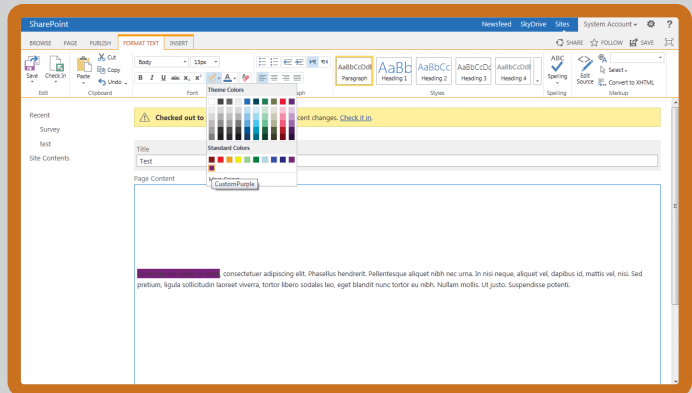 SharePoint Newsfeed SkyDrive Sites System Account ?
BROWSE PAGE PUBLISH FORMAT TEXT INSERT SHARE FOLLOW SAVE
Save Check In Paste Cut Copy Undo
Body 13px
B I U abc x, x² A
AaBbCcDdI AaBb AaBbCc AaBbCcDc AaBbCcDdI
Paragraph Heading 1 Heading 2 Heading 3 Heading 4
ABC Spelling Edit Source Select Convert to XHTML
Edit Clipboard Font Styles Spelling Markup
Theme Colors
Standard Colors
CustomPurple
Recent
Survey
test
Site Contents
Checked out to cent changes. Check it in.
Title
Test
Page Content
, consectetuer adipiscing elit. Phasellus hendrerit. Pellentesque aliquet nibh nec urna. In nisi neque, aliquet vel, dapibus id, mattis vel, nisi. Sed
pretium, ligula sollicitudin laoreet viverra, tortor libero sodales leo, eget blandit nunc tortor eu nibh. Nullam mollis. Ut justo. Suspendisse potenti.